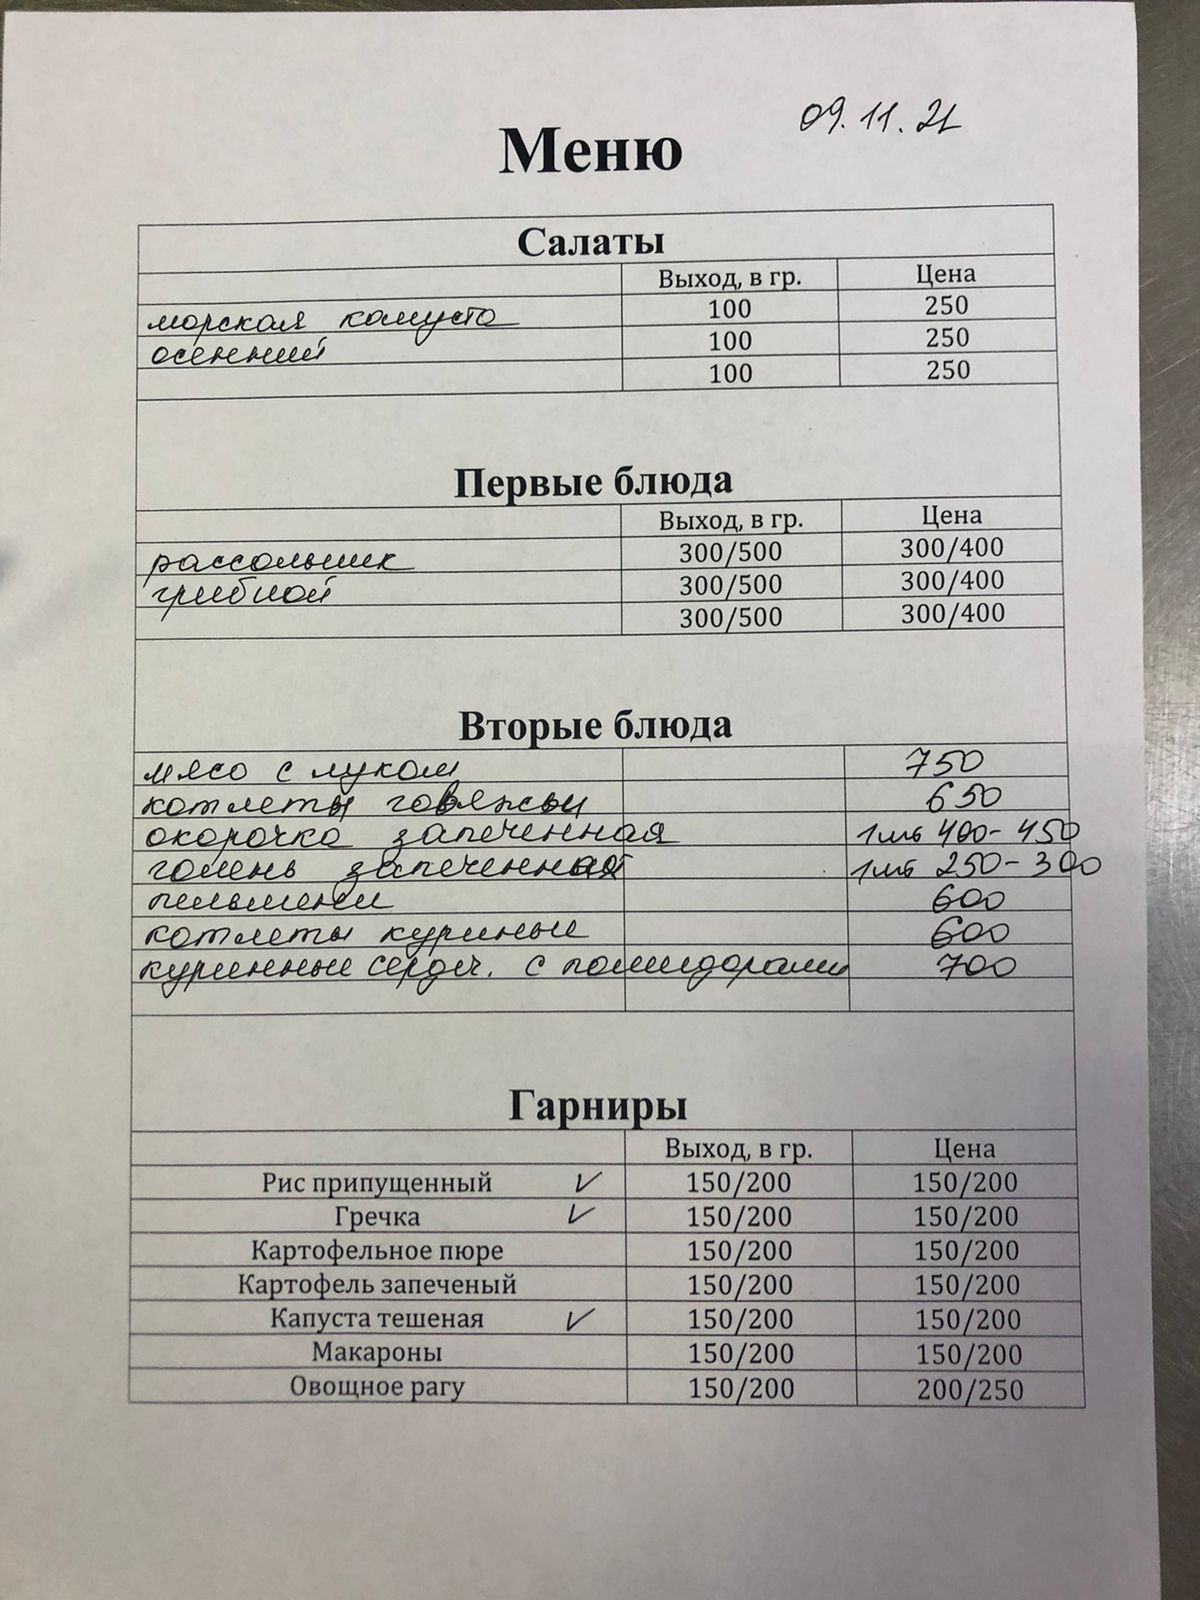 09.11.21
Меню
Салаты
Выход, в гр. Цена
морская капуста 100 250
осенний 100 250
100 250
Первые блюда
Выход, в гр. Цена
рассольник 300/500 300/400
грибной 300/500 300/400
300/500 300/400
Вторые блюда
мясо с луком 750
котлеты говяжьи 650
окорочка запеченная 1шт 400-450
голень запеченная 1шт 250-300
пельмени 600
котлеты куриные 600
куринные сердеч. с помидорами 700
Гарниры
Выход, в гр. Цена
Рис припущенный ✓ 150/200 150/200
Гречка ✓ 150/200 150/200
Картофельное пюре 150/200 150/200
Картофель запеченый 150/200 150/200
Капуста тешеная ✓ 150/200 150/200
Макароны 150/200 150/200
Овощное рагу 150/200 200/250